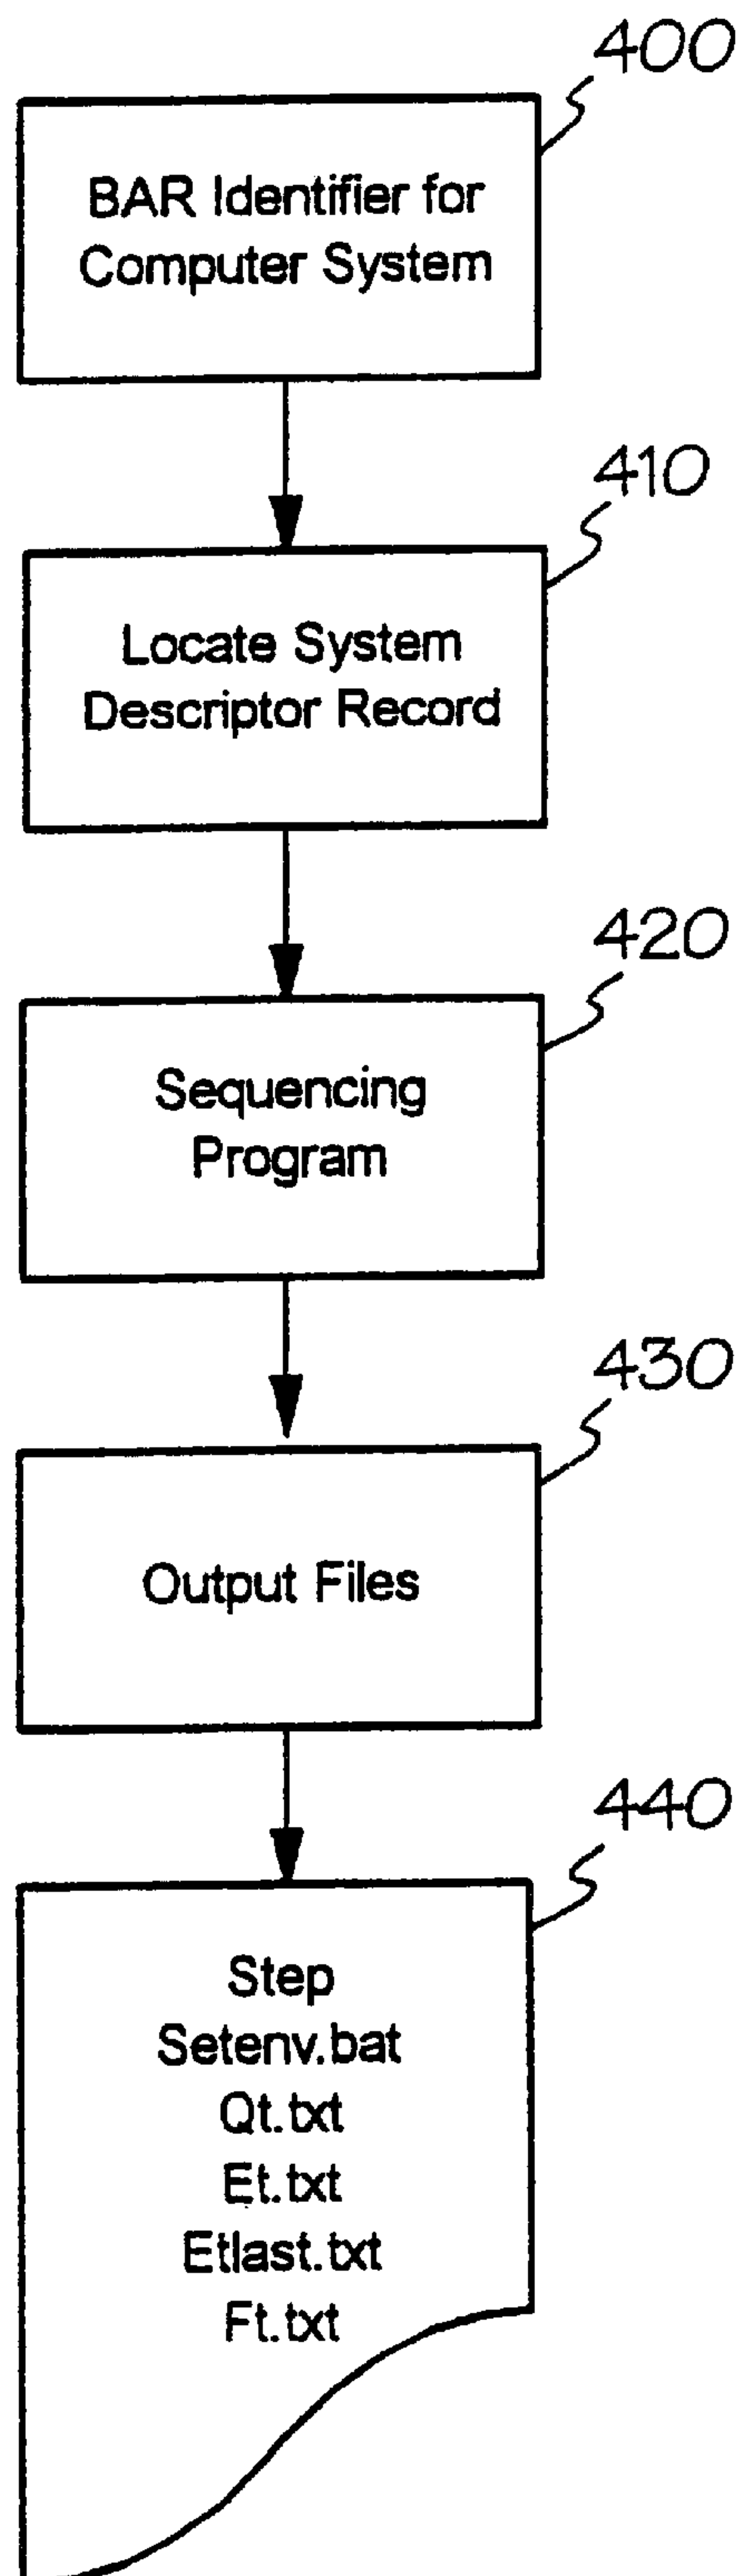 400
BAR Identifier for
Computer System
410
Locate System
Descriptor Record
420
Sequencing
Program
430
Output Files
440
Step
Setenv.bat
Qt.txt
Et.txt
Etlast.txt
Ft.txt